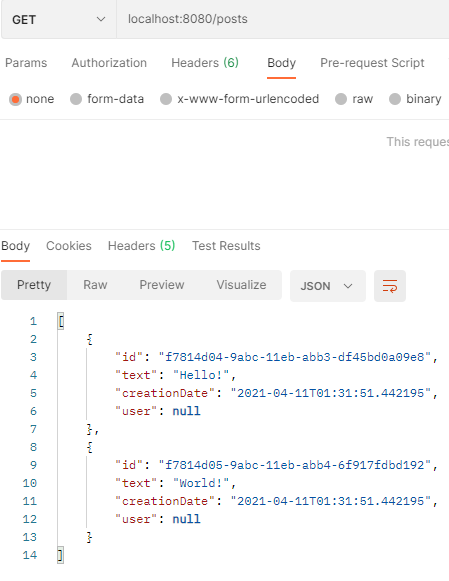 GET localhost:8080/posts
Params Authorization Headers (6) Body Pre-request Script
none form-data x-www-form-urlencoded raw binary
This reques
Body Cookies Headers (5) Test Results
Pretty Raw Preview Visualize JSON
1 [
2 {
3 "id": "f7814d04-9abc-11eb-abb3-df45bd0a09e8",
4 "text": "Hello!",
5 "creationDate": "2021-04-11T01:31:51.442195",
6 "user": null
7 },
8 {
9 "id": "f7814d05-9abc-11eb-abb4-6f917fdbd192",
10 "text": "World!",
11 "creationDate": "2021-04-11T01:31:51.442195",
12 "user": null
13 }
14 ]